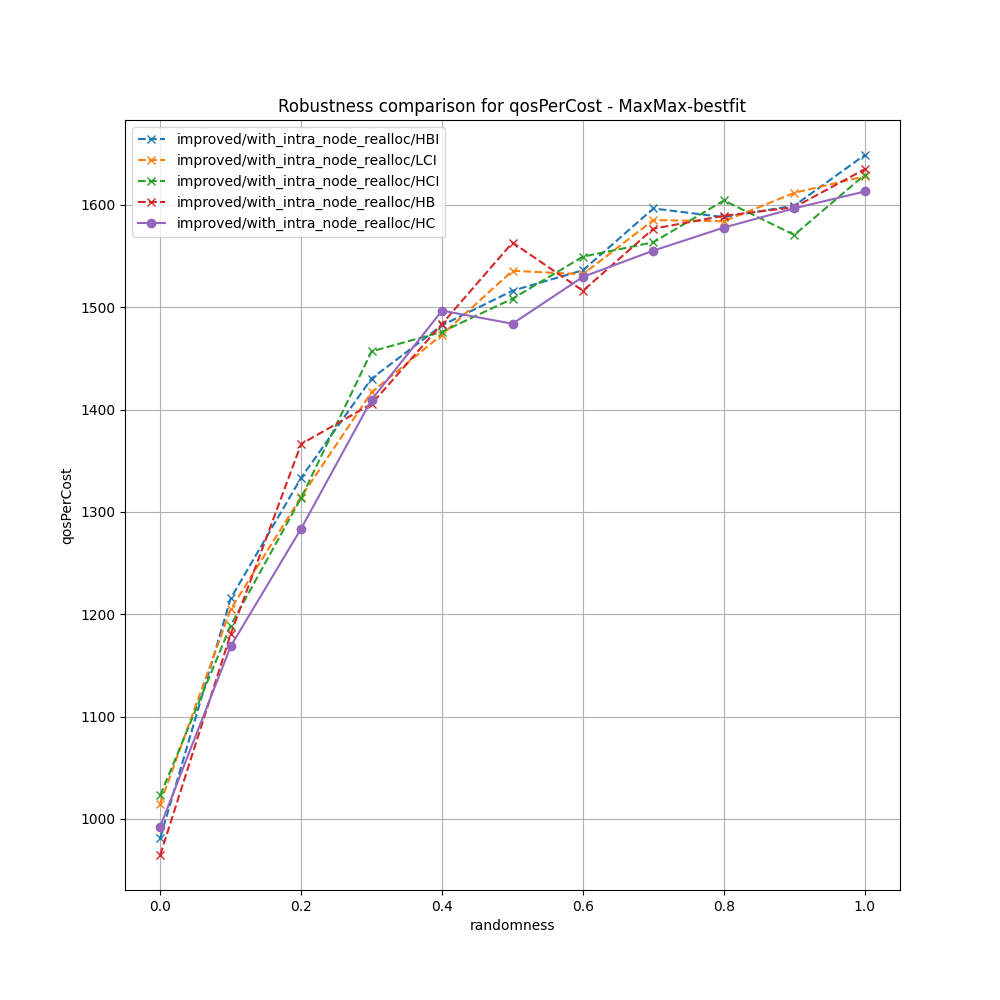 Robustness comparison for qosPerCost - MaxMax-bestfit
improved/with_intra_node_realloc/HBI
improved/with_intra_node_realloc/LCI
improved/with_intra_node_realloc/HCI
improved/with_intra_node_realloc/HB
improved/with_intra_node_realloc/HC
1600
1500
1400
1300
1200
1100
1000
qosPerCost
0.0 0.2 0.4 0.6 0.8 1.0
randomness